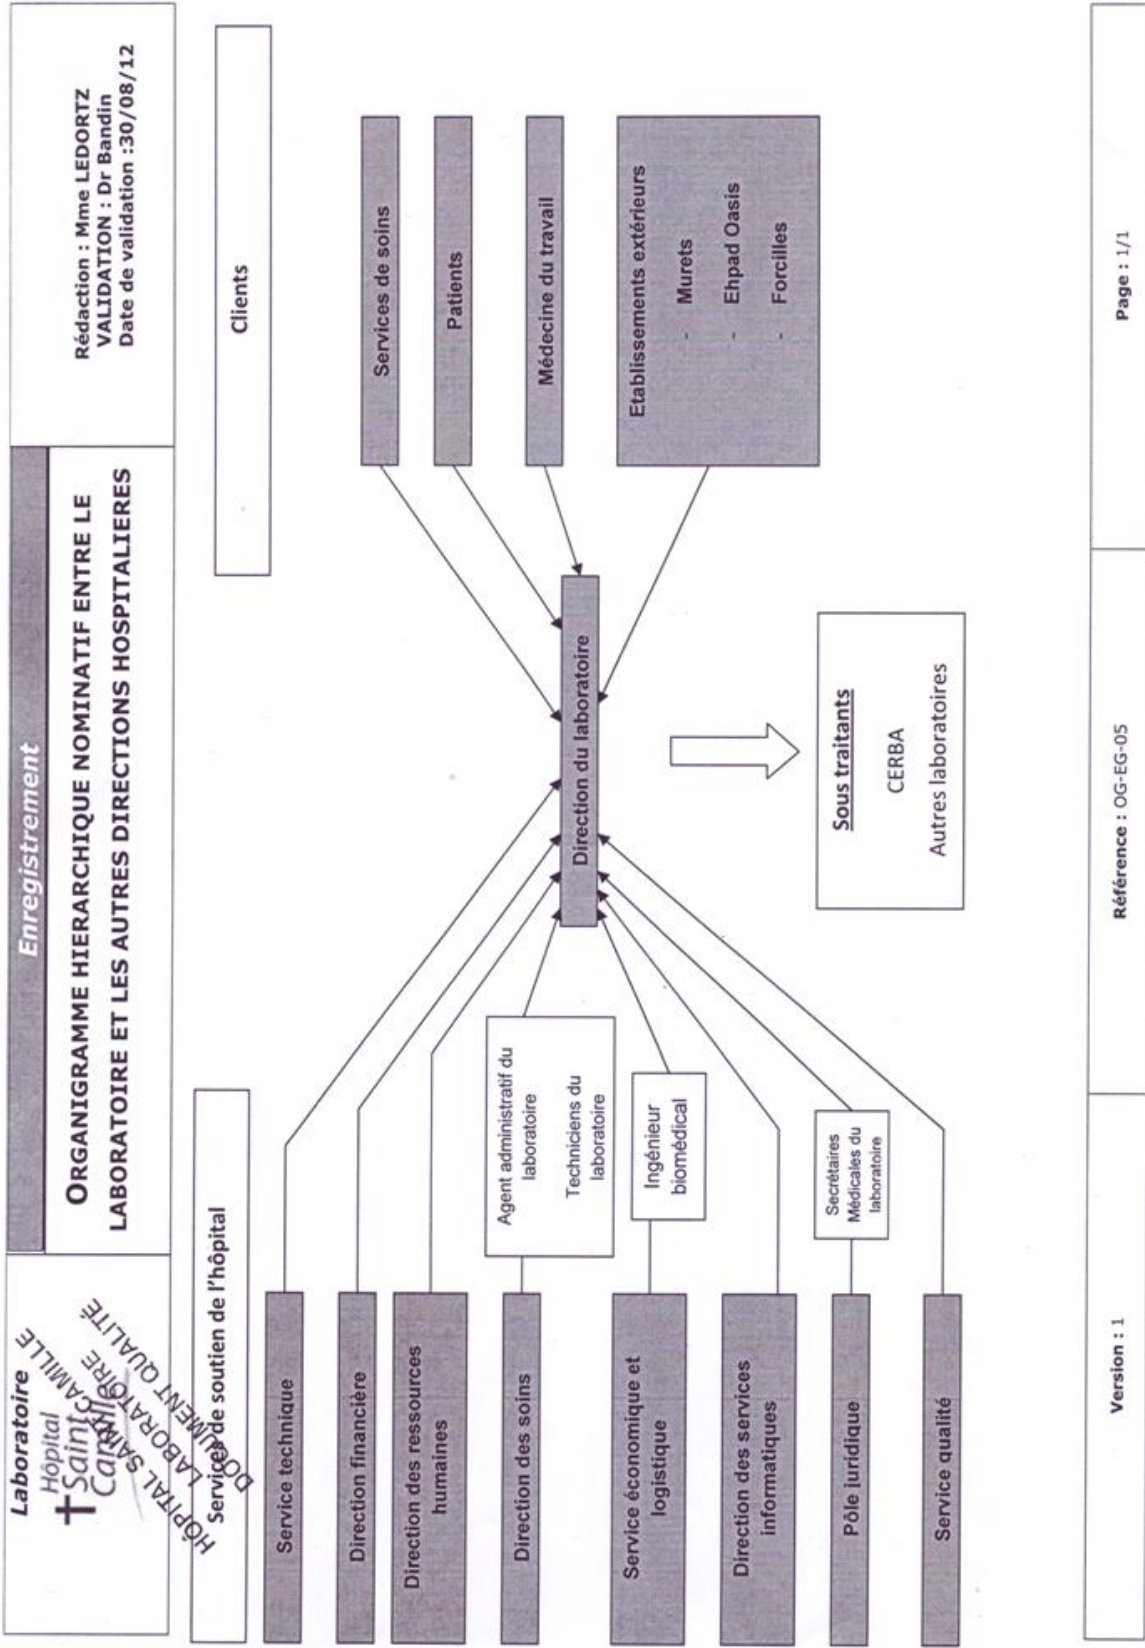 Laboratoire
Hôpital
Saint
Camille
HÔPITAL SAINT CAMILLE
LABORATOIRE
DOCUMENT QUALITÉ
Enregistrement
ORGANIGRAMME HIERARCHIQUE NOMINATIF ENTRE LE
LABORATOIRE ET LES AUTRES DIRECTIONS HOSPITALIERES
Rédaction : Mme LEDORTZ
VALIDATION : Dr Bandin
Date de validation :30/08/12
Services de soutien de l'hôpital
Clients
Service technique
Direction financière
Direction des ressources
humaines
Direction des soins
Service économique et
logistique
Direction des services
informatiques
Pôle juridique
Service qualité
Agent administratif du
laboratoire
Techniciens du
laboratoire
Ingénieur
biomédical
Secrétaires
Médicales du
laboratoire
Direction du laboratoire
Sous traitants
CERBA
Autres laboratoires
Services de soins
Patients
Médecine du travail
Etablissements extérieurs
- Murets
- Ehpad Oasis
- Forcilles
Version : 1
Référence : OG-EG-05
Page : 1/1